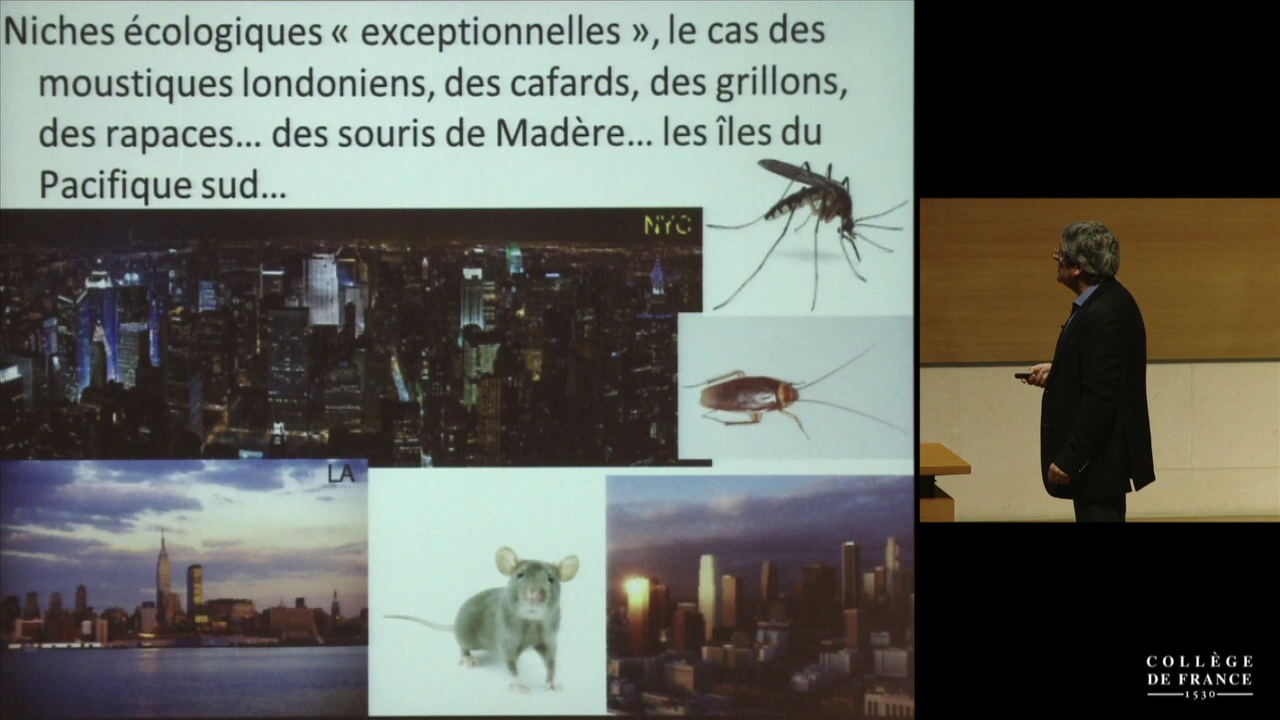 Niches écologiques « exceptionnelles », le cas des
moustiques londoniens, des cafards, des grillons,
des rapaces... des souris de Madère... les îles du
Pacifique sud...
NYC
LA
COLLÈGE
DE FRANCE
1530